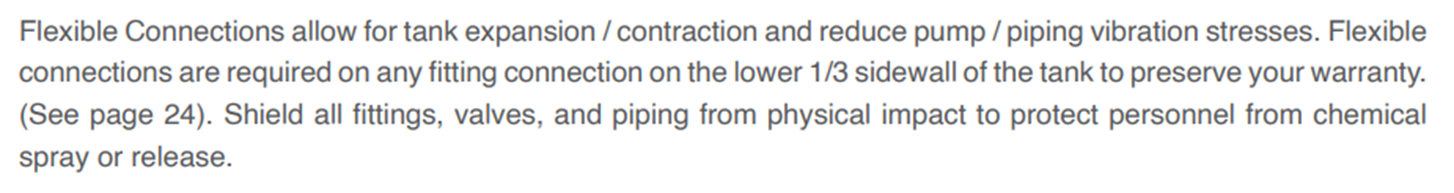 Flexible Connections allow for tank expansion / contraction and reduce pump / piping vibration stresses. Flexible
connections are required on any fitting connection on the lower 1/3 sidewall of the tank to preserve your warranty.
(See page 24). Shield all fittings, valves, and piping from physical impact to protect personnel from chemical
spray or release.